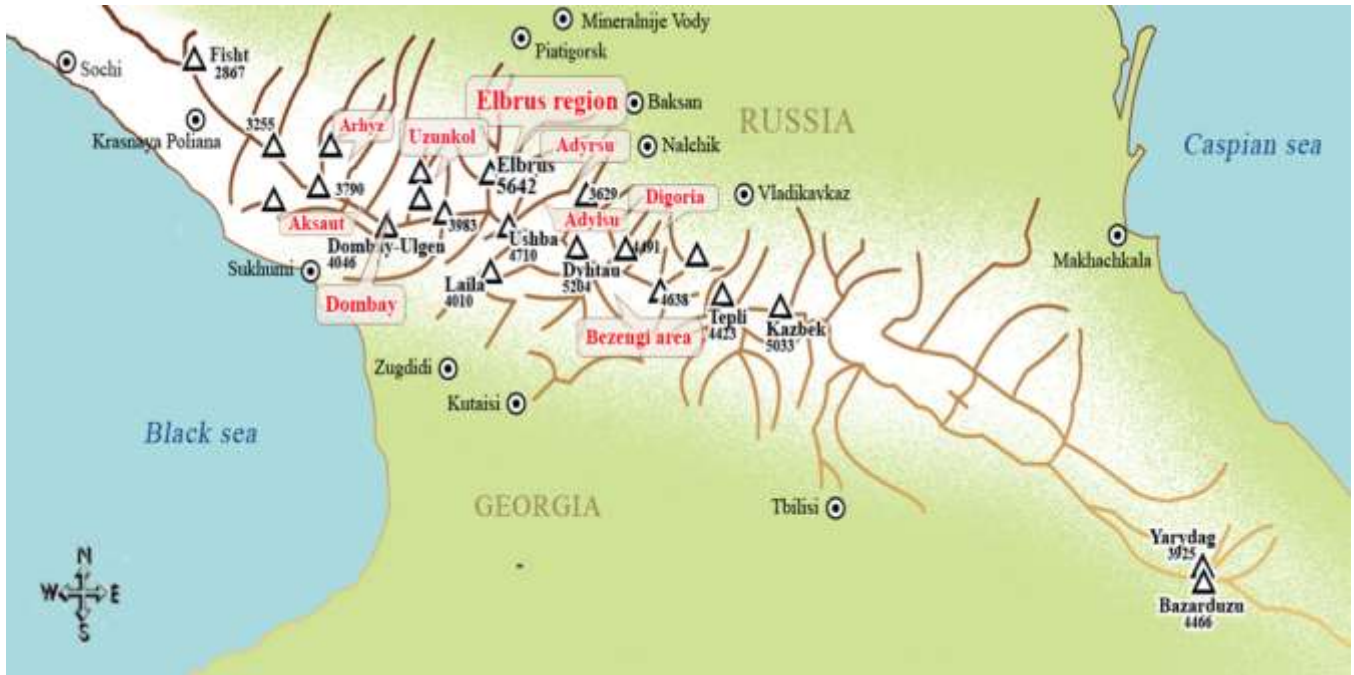 Mineralnije Vody
Piatigorsk
Fisht
2867
Sochi
Elbrus region
Baksan
RUSSIA
Krasnaya Poliana
3255
Arhyz
Uzunkol
Adyrsu
Nalchik
Caspian sea
Elbrus
5642
3790
3629
Digoria
Vladikavkaz
Aksaut
3983
Adylsu
Dombay-Ulgen
4046
Ushba
4710
4491
Makhachkala
Sukhumi
Dyhtau
5204
Laila
4010
Dombay
4638
Tepli
4423
Kazbek
5033
Bezengi area
Zugdidi
Kutaisi
Black sea
GEORGIA
Tbilisi
Yarydag
3925
Bazarduzu
4466
N
W E
S